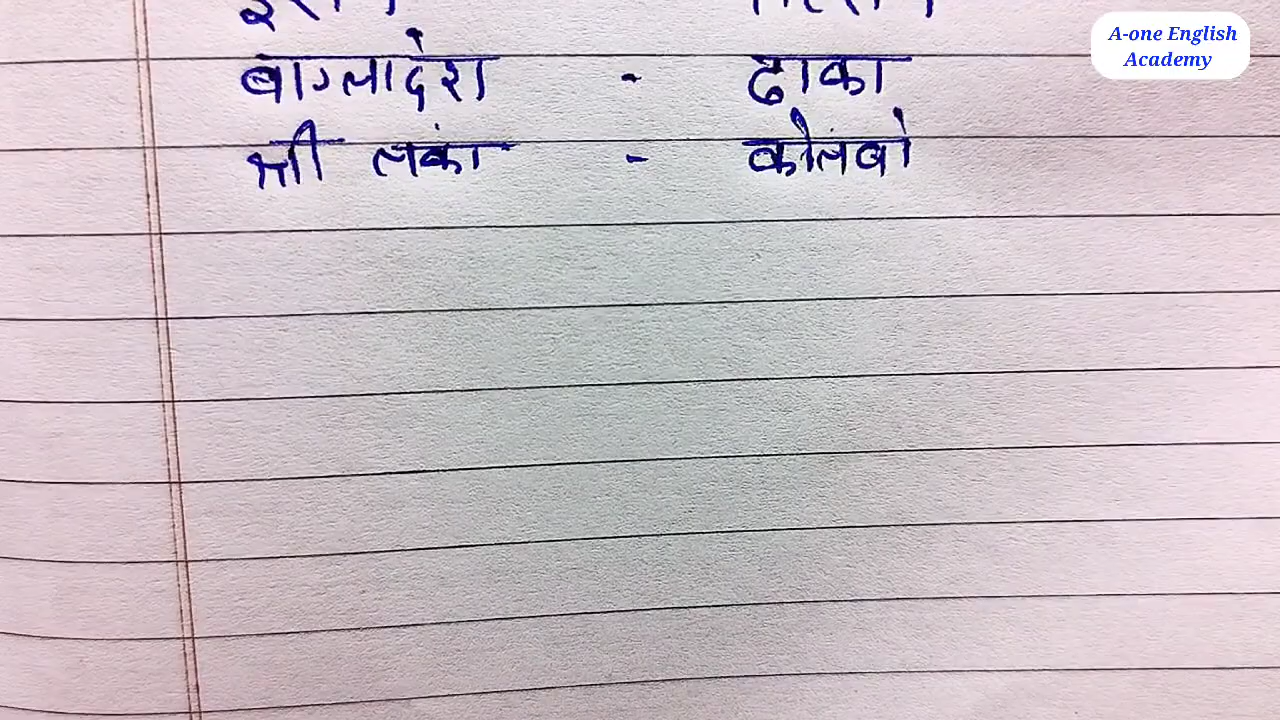 A-one English
Academy
बाग्लादेश - ढाका
श्री लंका - कोलंबो